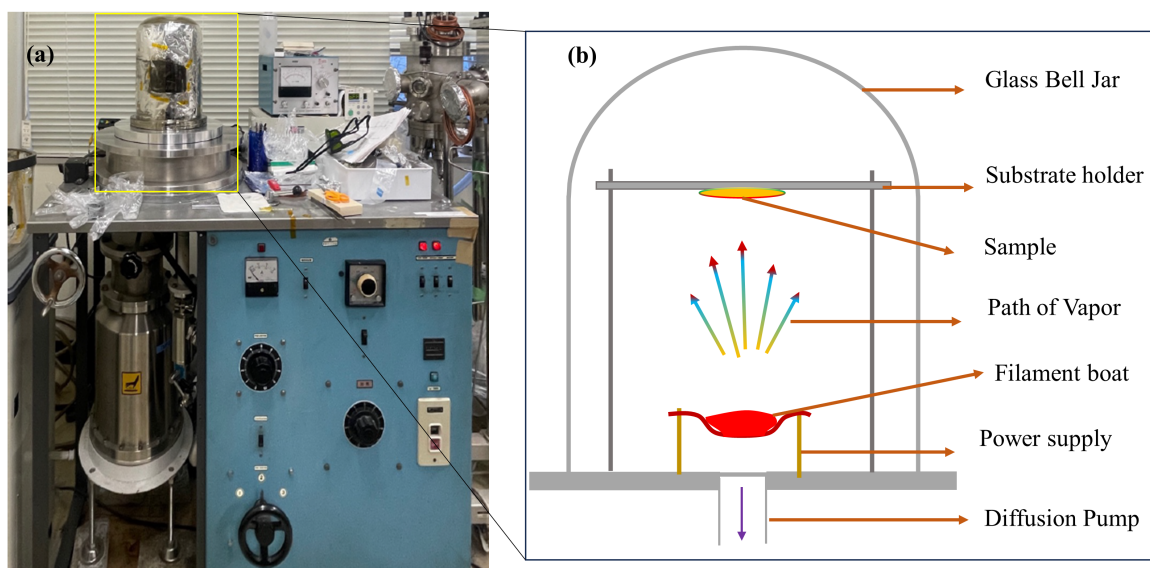 (a)
(b)
Glass Bell Jar
Substrate holder
Sample
Path of Vapor
Filament boat
Power supply
Diffusion Pump